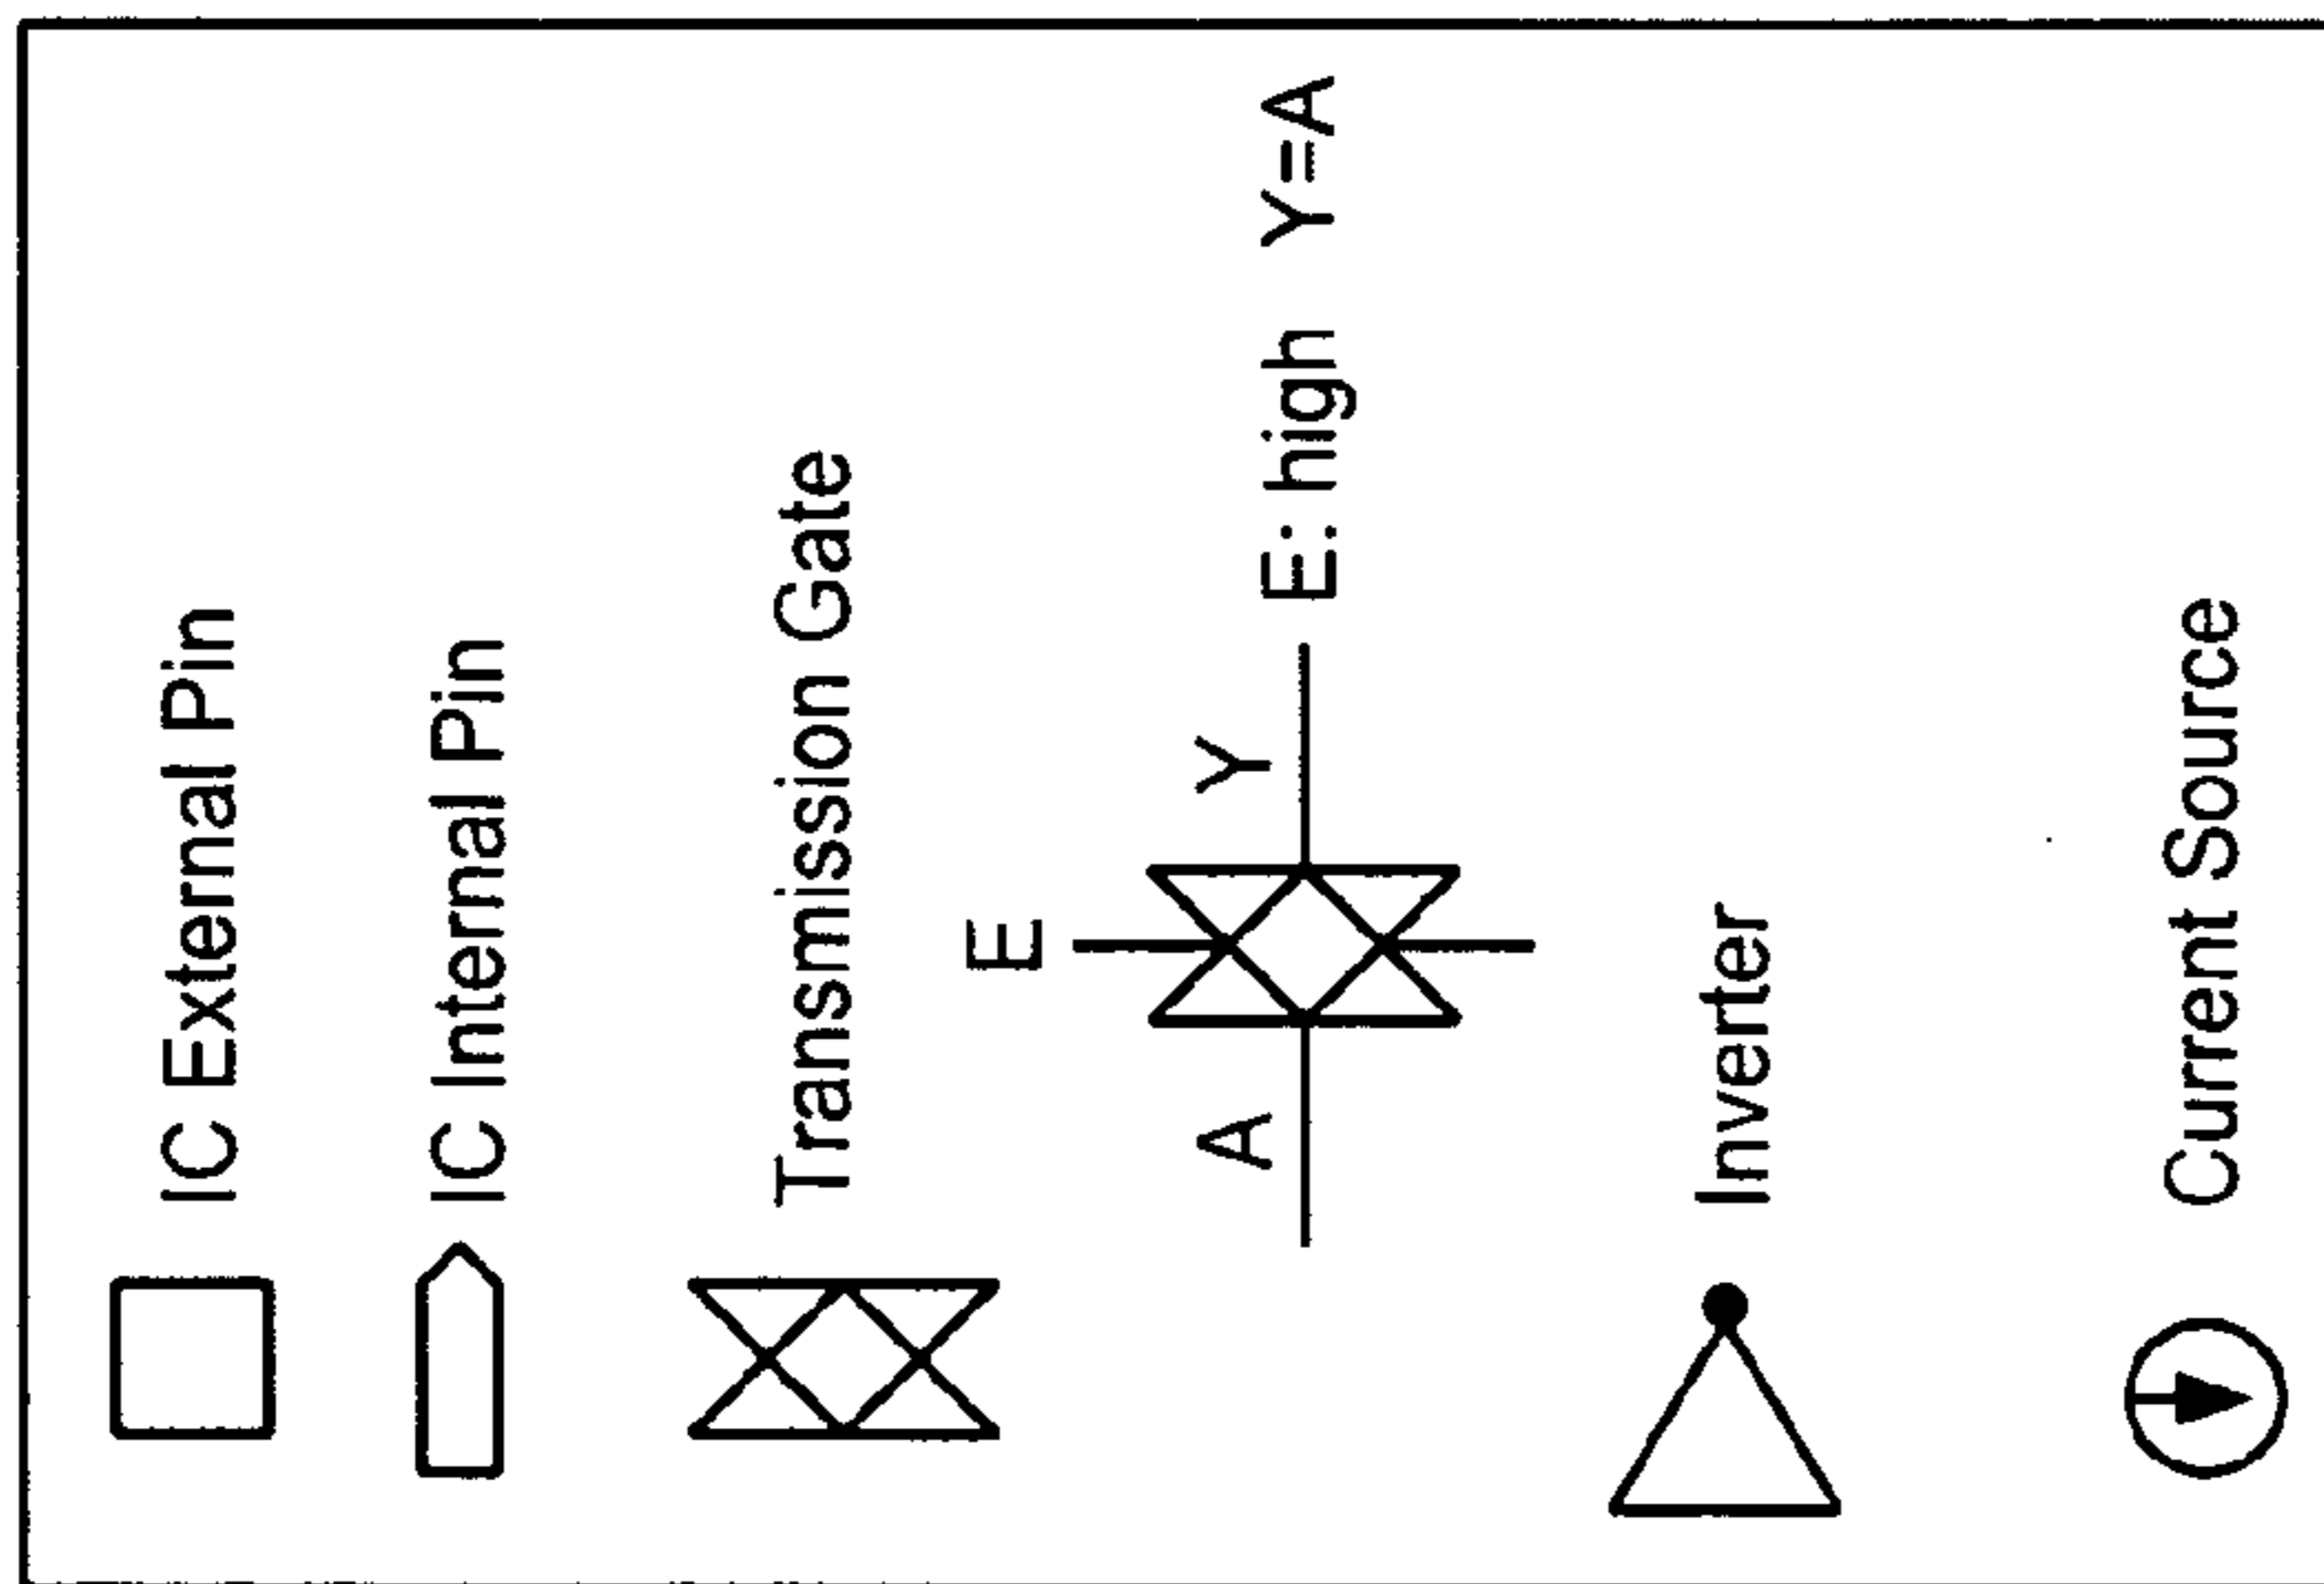 IC External Pin
IC Internal Pin
Transmission Gate
E
A Y E: high Y=A
Inverter
Current Source